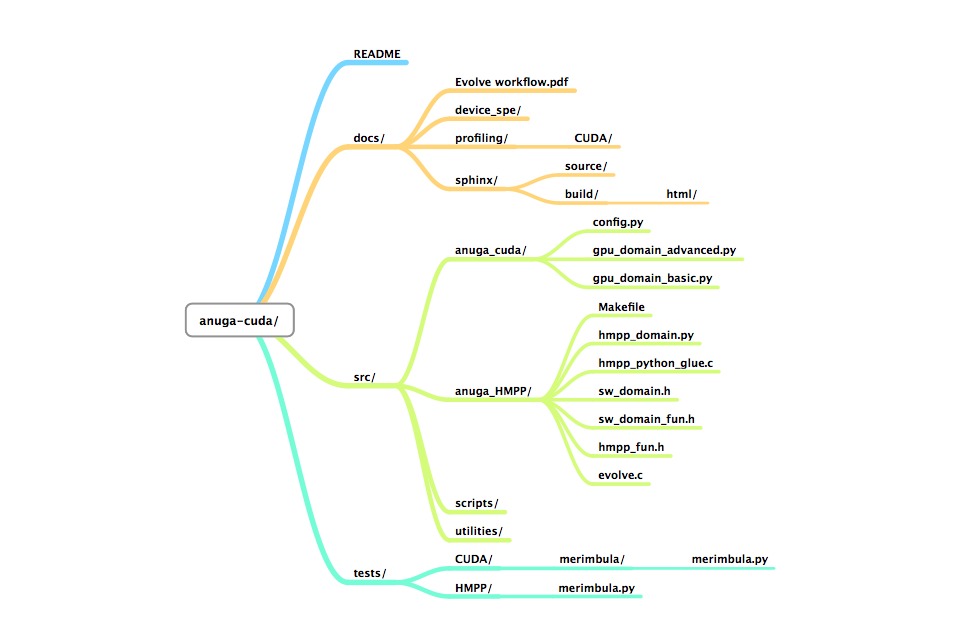 README
Evolve workflow.pdf
device_spe/
docs/
profiling/
CUDA/
source/
sphinx/
build/
html/
config.py
anuga_cuda/
gpu_domain_advanced.py
gpu_domain_basic.py
Makefile
anuga-cuda/
hmpp_domain.py
hmpp_python_glue.c
src/
anuga_HMPP/
sw_domain.h
sw_domain_fun.h
hmpp_fun.h
evolve.c
scripts/
utilities/
CUDA/
merimbula/
merimbula.py
tests/
HMPP/
merimbula.py